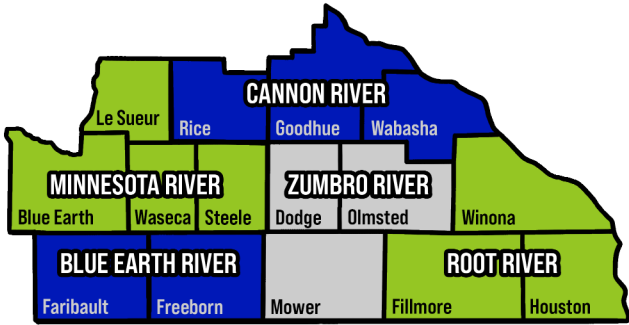 Le Sueur
CANNON RIVER
Rice
Goodhue
Wabasha
MINNESOTA RIVER
ZUMBRO RIVER
Blue Earth
Waseca
Steele
Dodge
Olmsted
Winona
BLUE EARTH RIVER
ROOT RIVER
Faribault
Freeborn
Mower
Fillmore
Houston